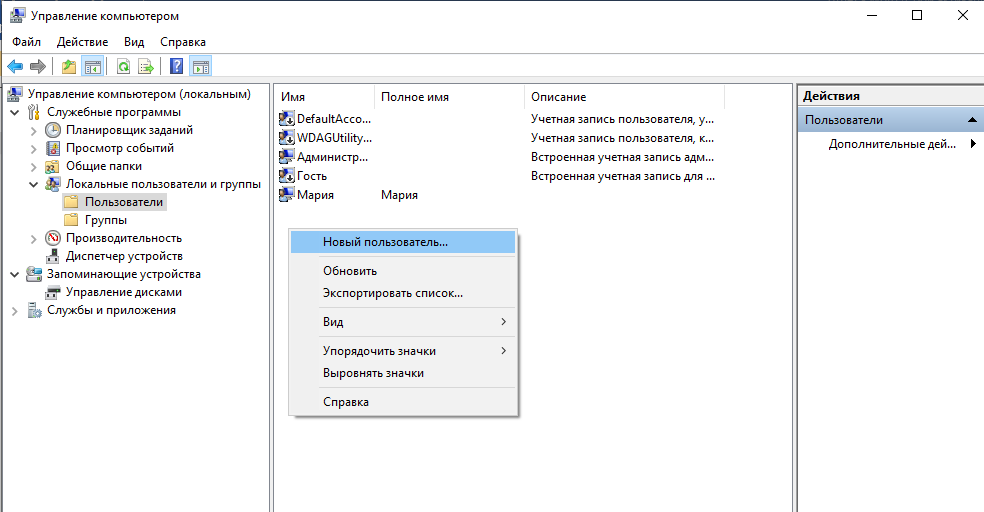 Управление компьютером
Файл Действие Вид Справка
Управление компьютером (локальным)
Служебные программы
Планировщик заданий
Просмотр событий
Общие папки
Локальные пользователи и группы
Пользователи
Группы
Производительность
Диспетчер устройств
Запоминающие устройства
Управление дисками
Службы и приложения
Имя Полное имя Описание
DefaultAcco... Учетная запись пользователя, у...
WDAGUtility... Учетная запись пользователя, к...
Администр... Встроенная учетная запись адм...
Гость Встроенная учетная запись для ...
Мария Мария
Новый пользователь...
Обновить
Экспортировать список...
Вид
Упорядочить значки
Выровнять значки
Справка
Действия
Пользователи
Дополнительные дей...